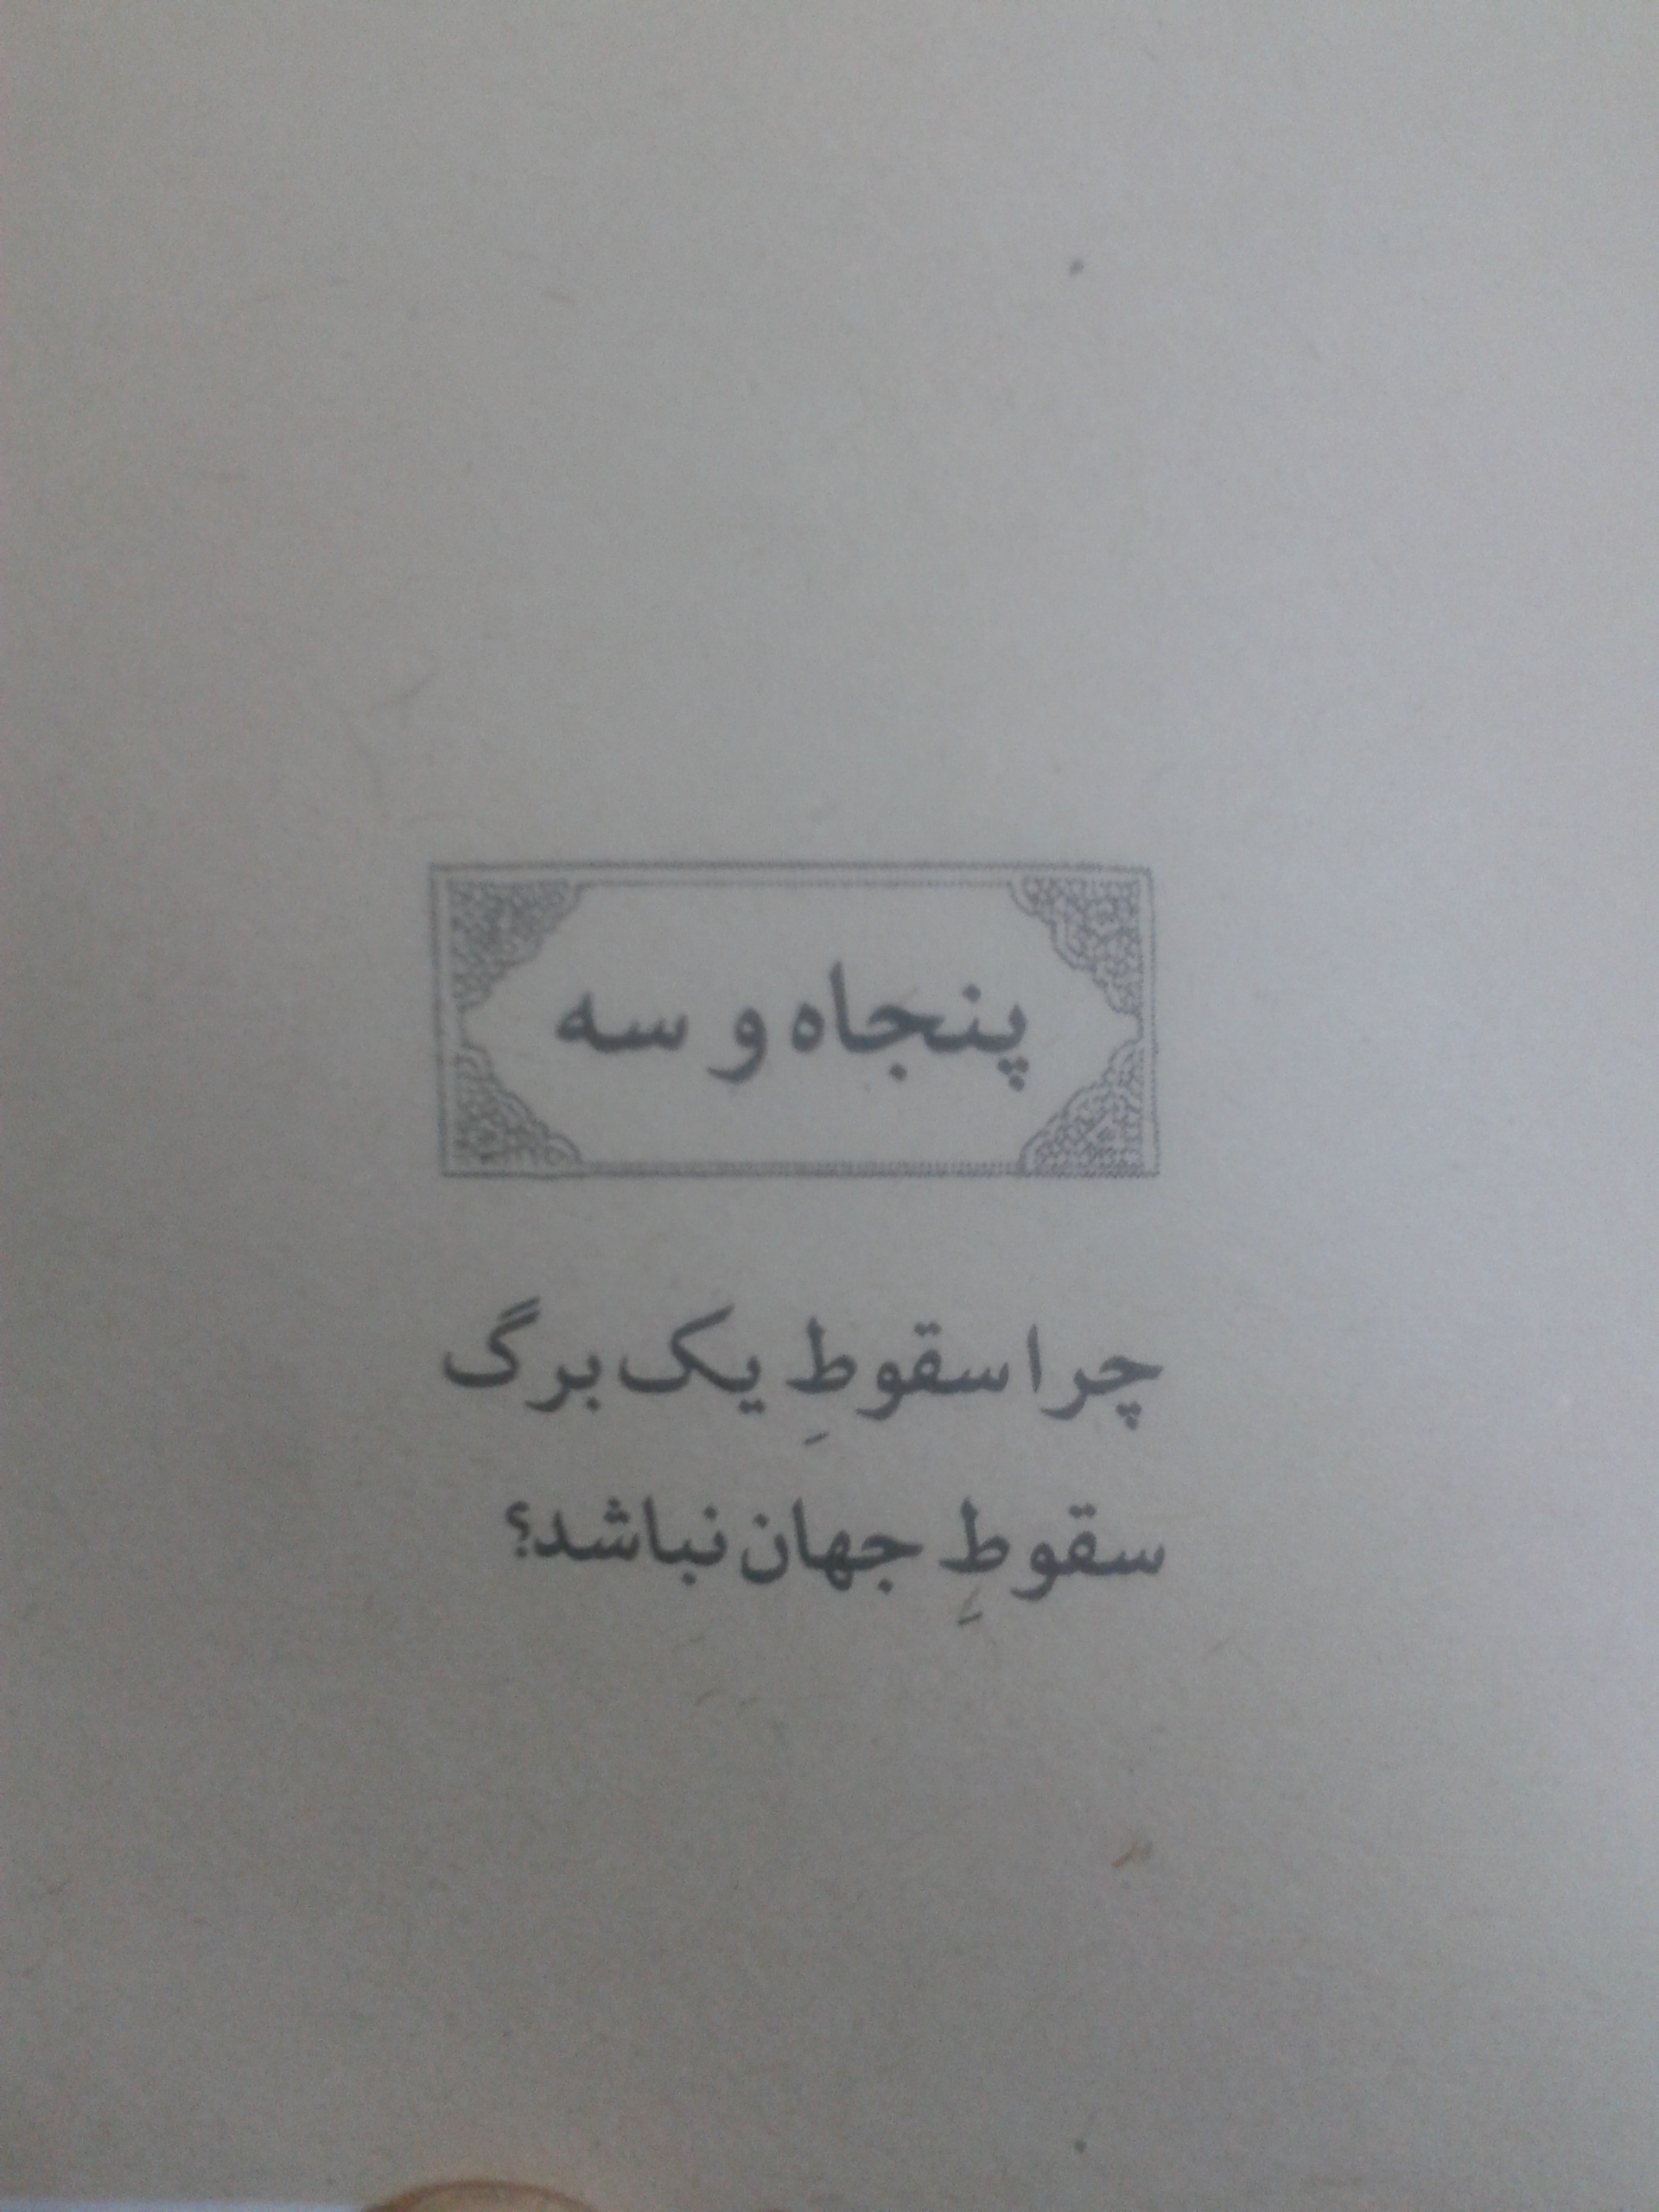 پنجاه و سه
چرا سقوطِ یک برگ
سقوطِ جهان نباشد؟